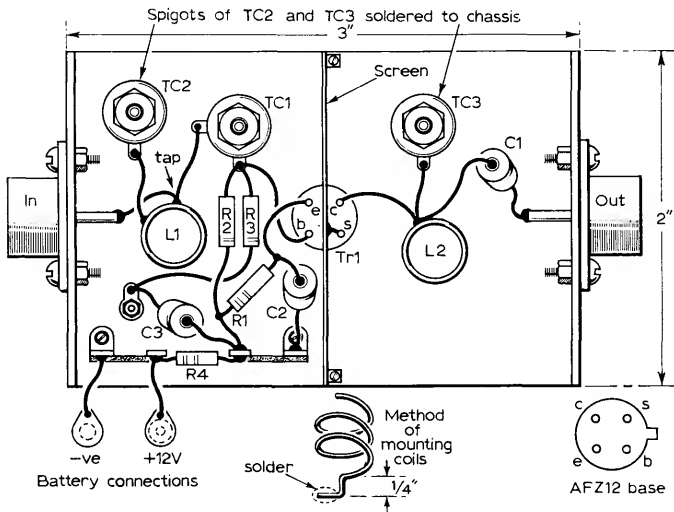 Spigots of TC2 and TC3 soldered to chassis
3"
TC2
TC1
Screen
TC3
C1
tap
In
Out
2"
L1
R2
R3
e
c
b
s
Tr1
L2
R1
C2
C3
R4
-ve
+12V
Battery connections
Method
of
mounting
coils
solder
1/4"
c
s
e
b
AFZ12 base